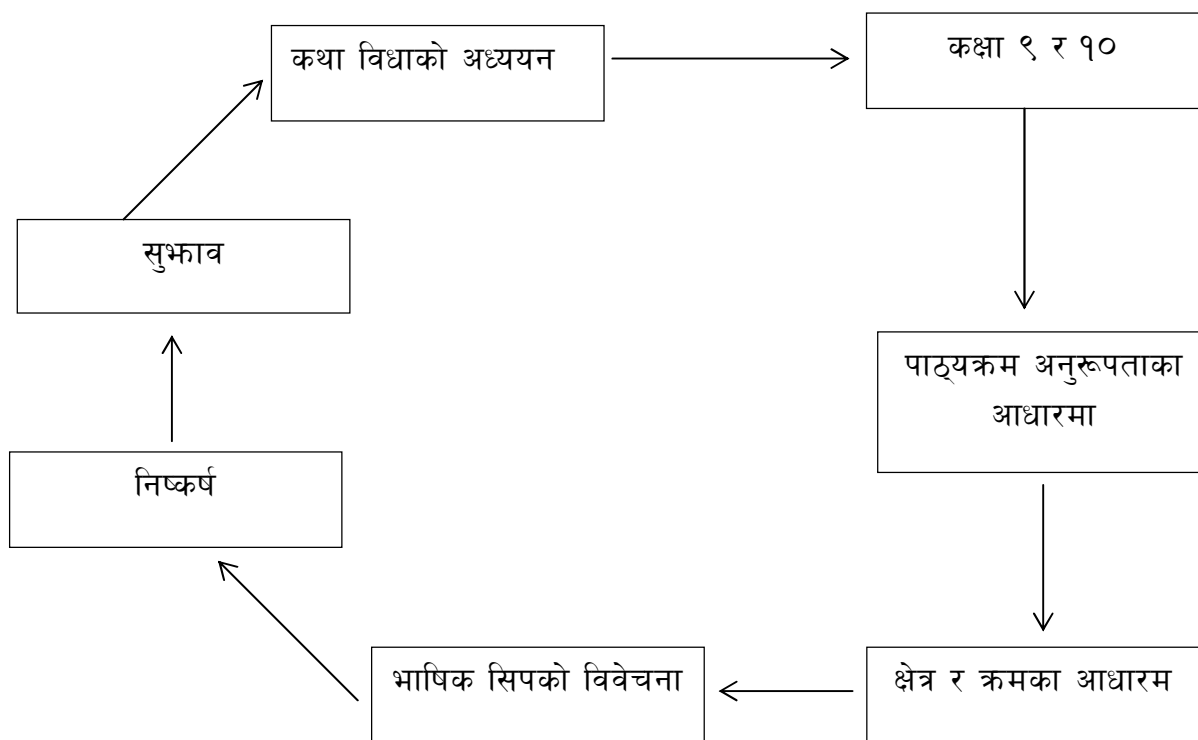 कथा विधाको अध्ययन
कक्षा ९ र १०
पाठ्यक्रम अनुरूपताका
आधारमा
क्षेत्र र क्रमका आधारम
भाषिक सिपको विवेचना
निष्कर्ष
सुझाव